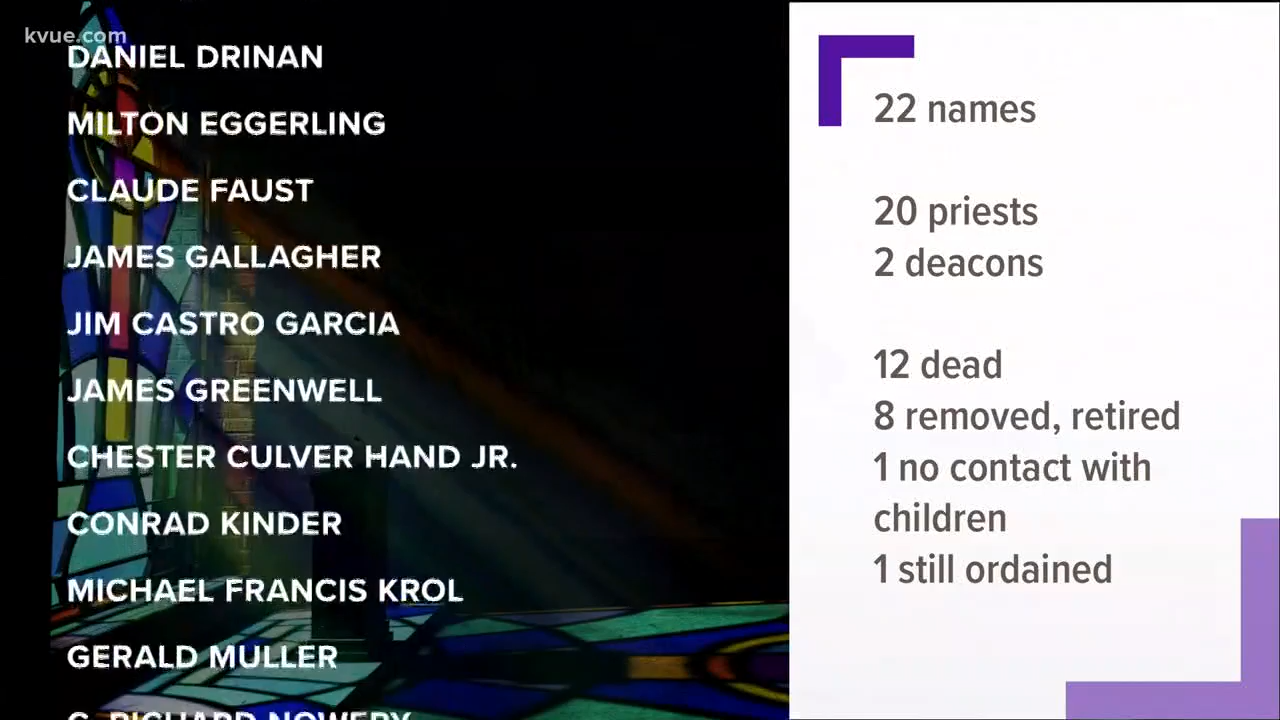 kvue.com
DANIEL DRINAN
MILTON EGGERLING
CLAUDE FAUST
JAMES GALLAGHER
JIM CASTRO GARCIA
JAMES GREENWELL
CHESTER CULVER HAND JR.
CONRAD KINDER
MICHAEL FRANCIS KROL
GERALD MULLER
C. RICHARD NOWERY
22 names
20 priests
2 deacons
12 dead
8 removed, retired
1 no contact with
children
1 still ordained